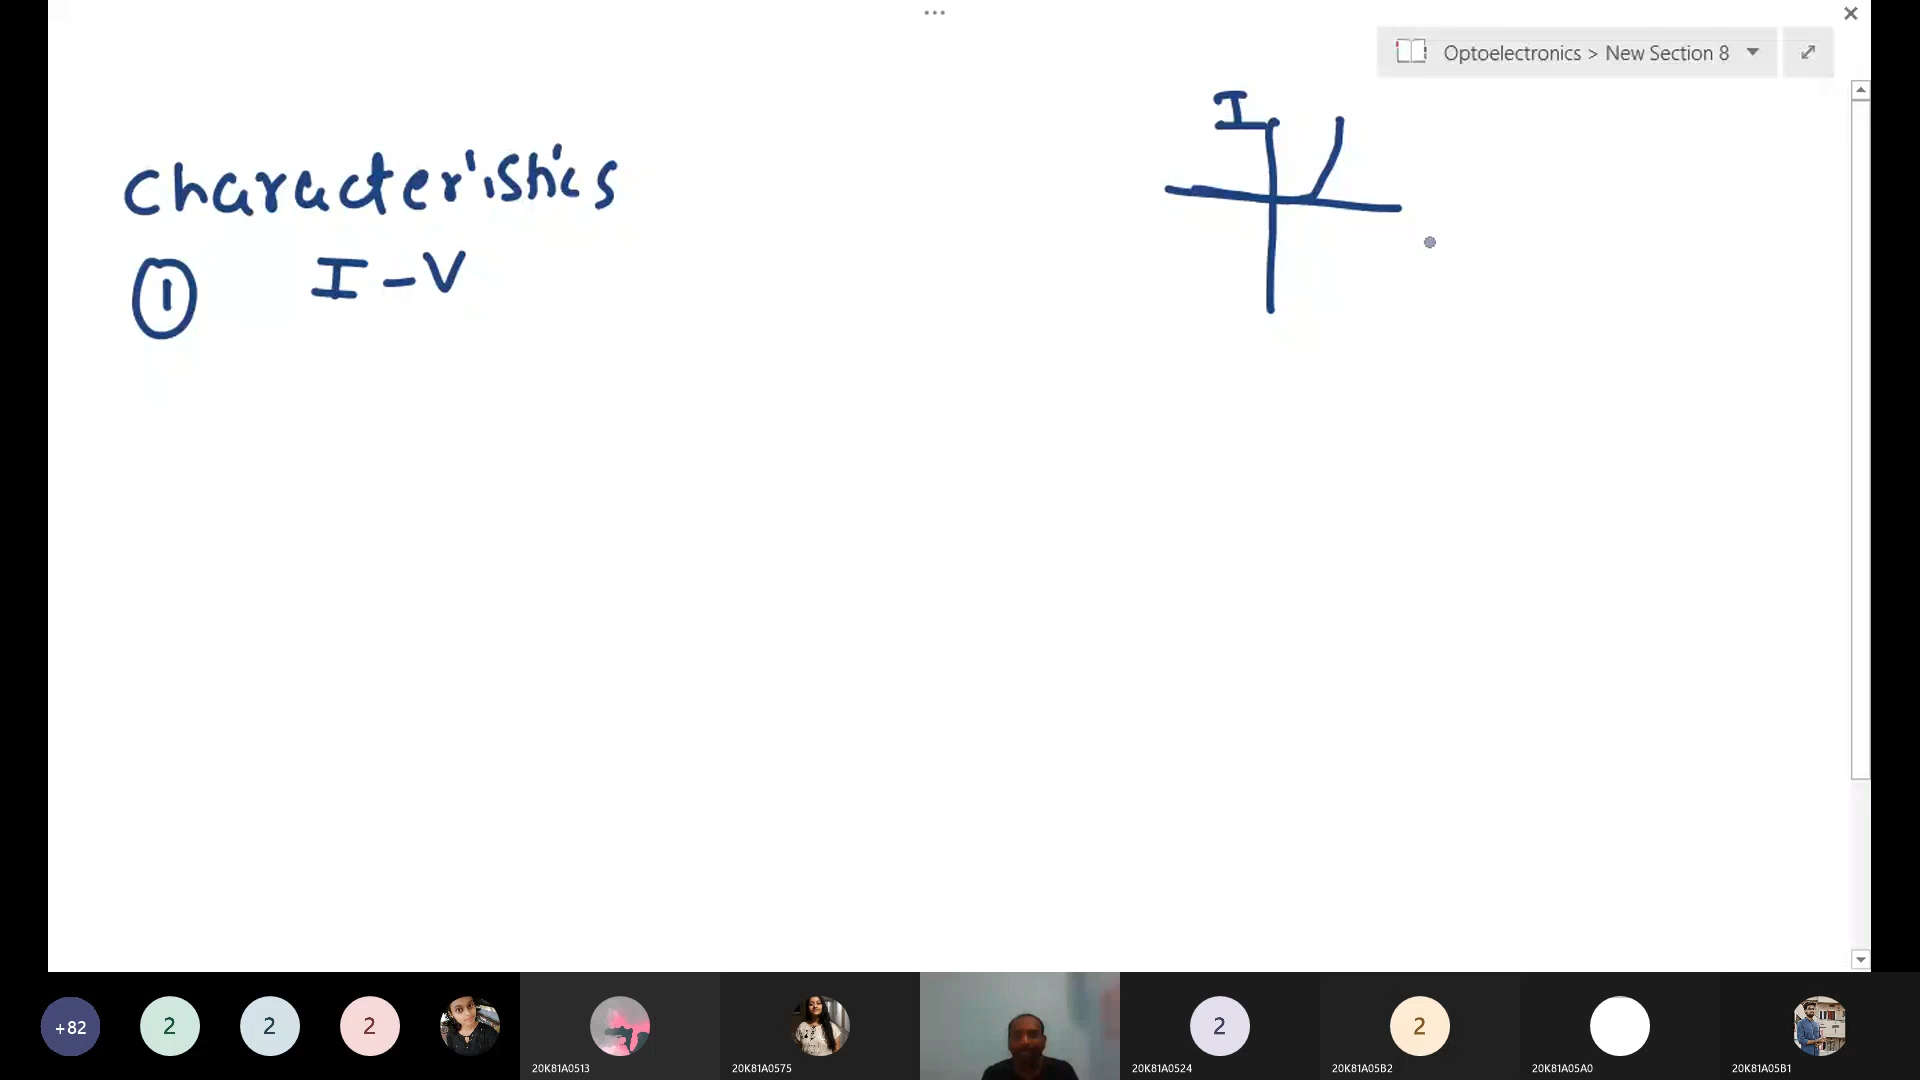 Optoelectronics > New Section 8
I
characteristics
1 I-V
+82
2
2
2
20K81A0513
20K81A0575
2
20K81A0524
2
20K81A05B2
20K81A05A0
20K81A05B1